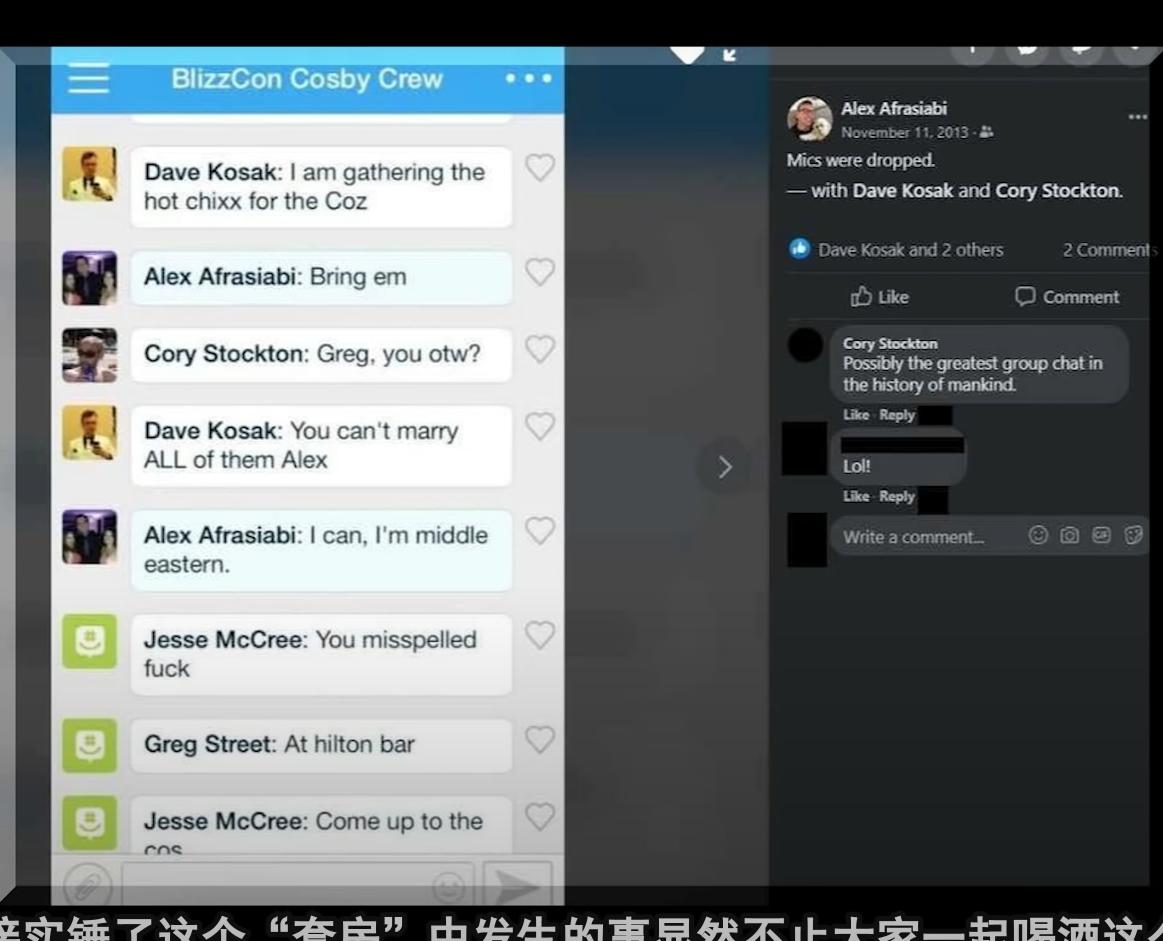 BlizzCon Cosby Crew
Dave Kosak: I am gathering the
hot chixx for the Coz
Alex Afrasiabi: Bring em
Cory Stockton: Greg, you otw?
Dave Kosak: You can't marry
ALL of them Alex
Alex Afrasiabi: I can, I'm middle
eastern.
Jesse McCree: You misspelled
fuck
Greg Street: At hilton bar
Jesse McCree: Come up to the
cos
Alex Afrasiabi
November 11, 2013 ·
Mics were dropped.
— with Dave Kosak and Cory Stockton.
Dave Kosak and 2 others 2 Comments
Like Comment
Cory Stockton
Possibly the greatest group chat in
the history of mankind.
Like · Reply
Lol!
Like · Reply
Write a comment...
GIF
实锤了这个“套房”中发生的事显然不止大家一起喝酒这